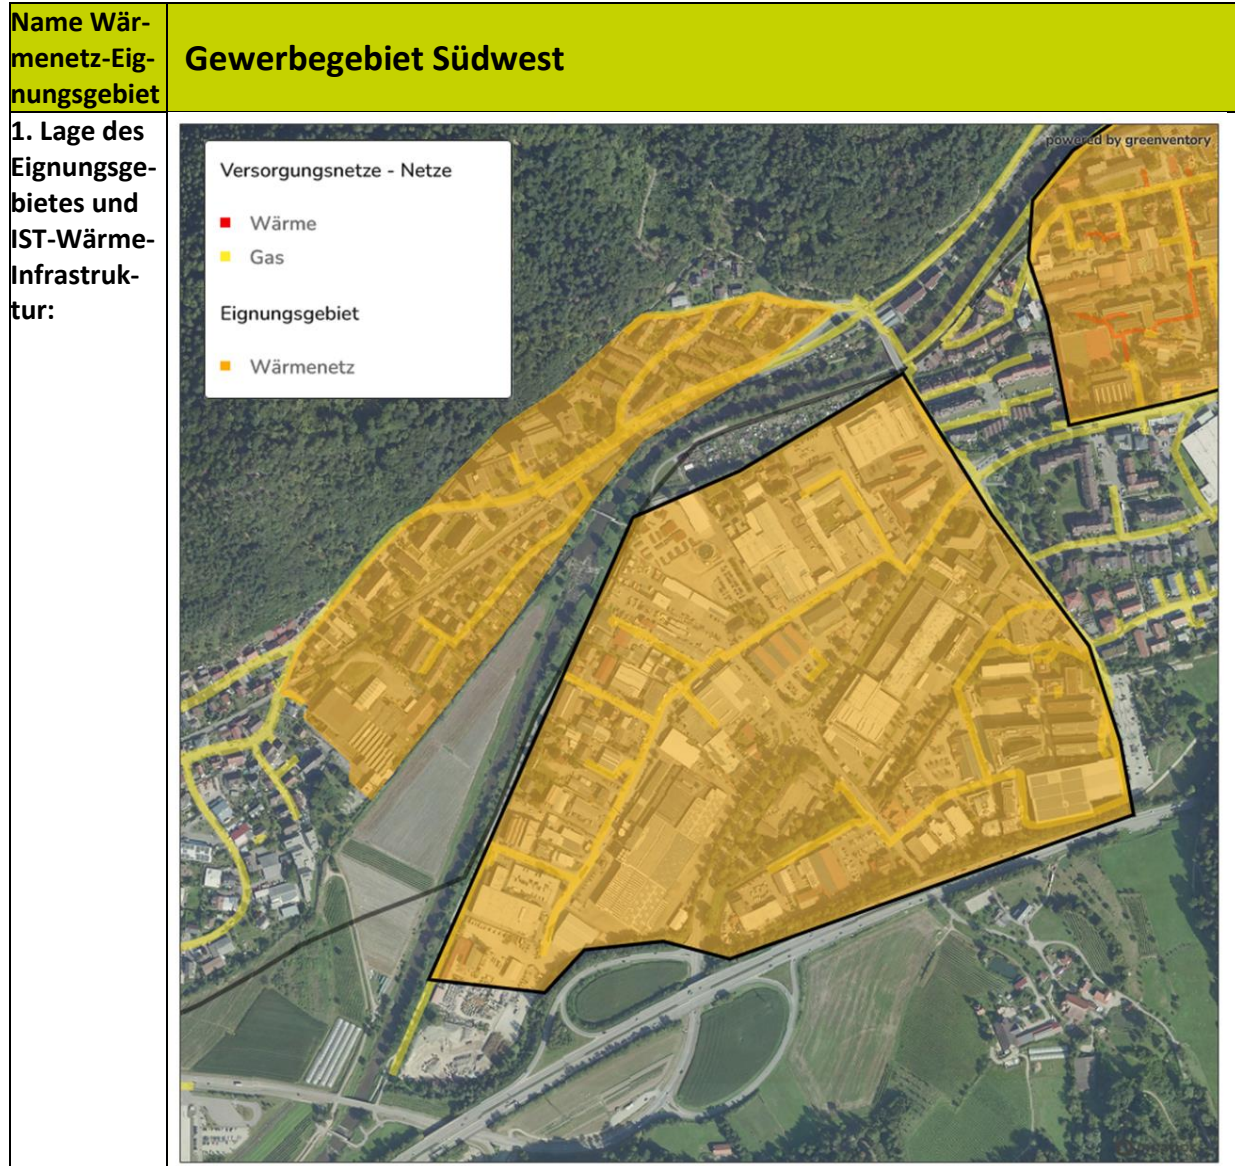 Name Wär-
menetz-Eig-
nungsgebiet
Gewerbegebiet Südwest
1. Lage des
Eignungsge-
bietes und
IST-Wärme-
Infrastruk-
tur:
powered by greenventory
Versorgungsnetze - Netze
Wärme
Gas
Eignungsgebiet
Wärmenetz